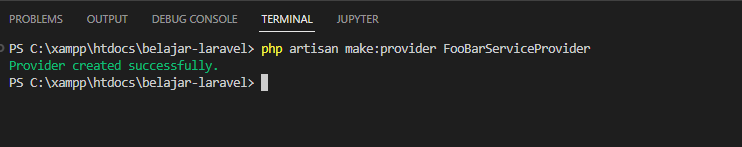 PROBLEMS OUTPUT DEBUG CONSOLE TERMINAL JUPYTER
PS C:\xampp\htdocs\belajar-laravel> php artisan make:provider FooBarServiceProvider
Provider created successfully.
PS C:\xampp\htdocs\belajar-laravel>